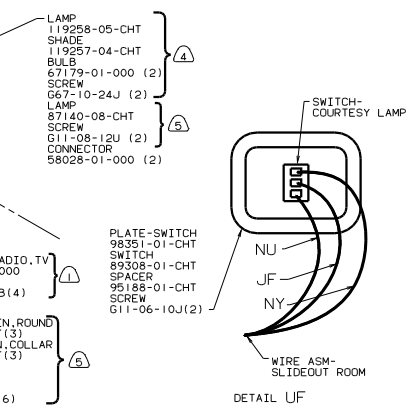 LAMP
119258-05-CHT
SHADE
119257-04-CHT
BULB
67179-01-000 (2)
SCREW
G67-10-24J (2)
4
LAMP
87140-08-CHT
SCREW
G11-08-12U (2)
5
CONNECTOR
58028-01-000 (2)
SWITCH-
COURTESY LAMP
PLATE-SWITCH
98351-01-CHT
SWITCH
89308-01-CHT
SPACER
95188-01-CHT
SCREW
G11-06-10J(2)
NU
JF
NY
WIRE ASM-
SLIDEOUT ROOM
DETAIL UF
ADIO,TV
000
B(4)
1
EN,ROUND
T(3)
N,COLLAR
T(3)
5
6)